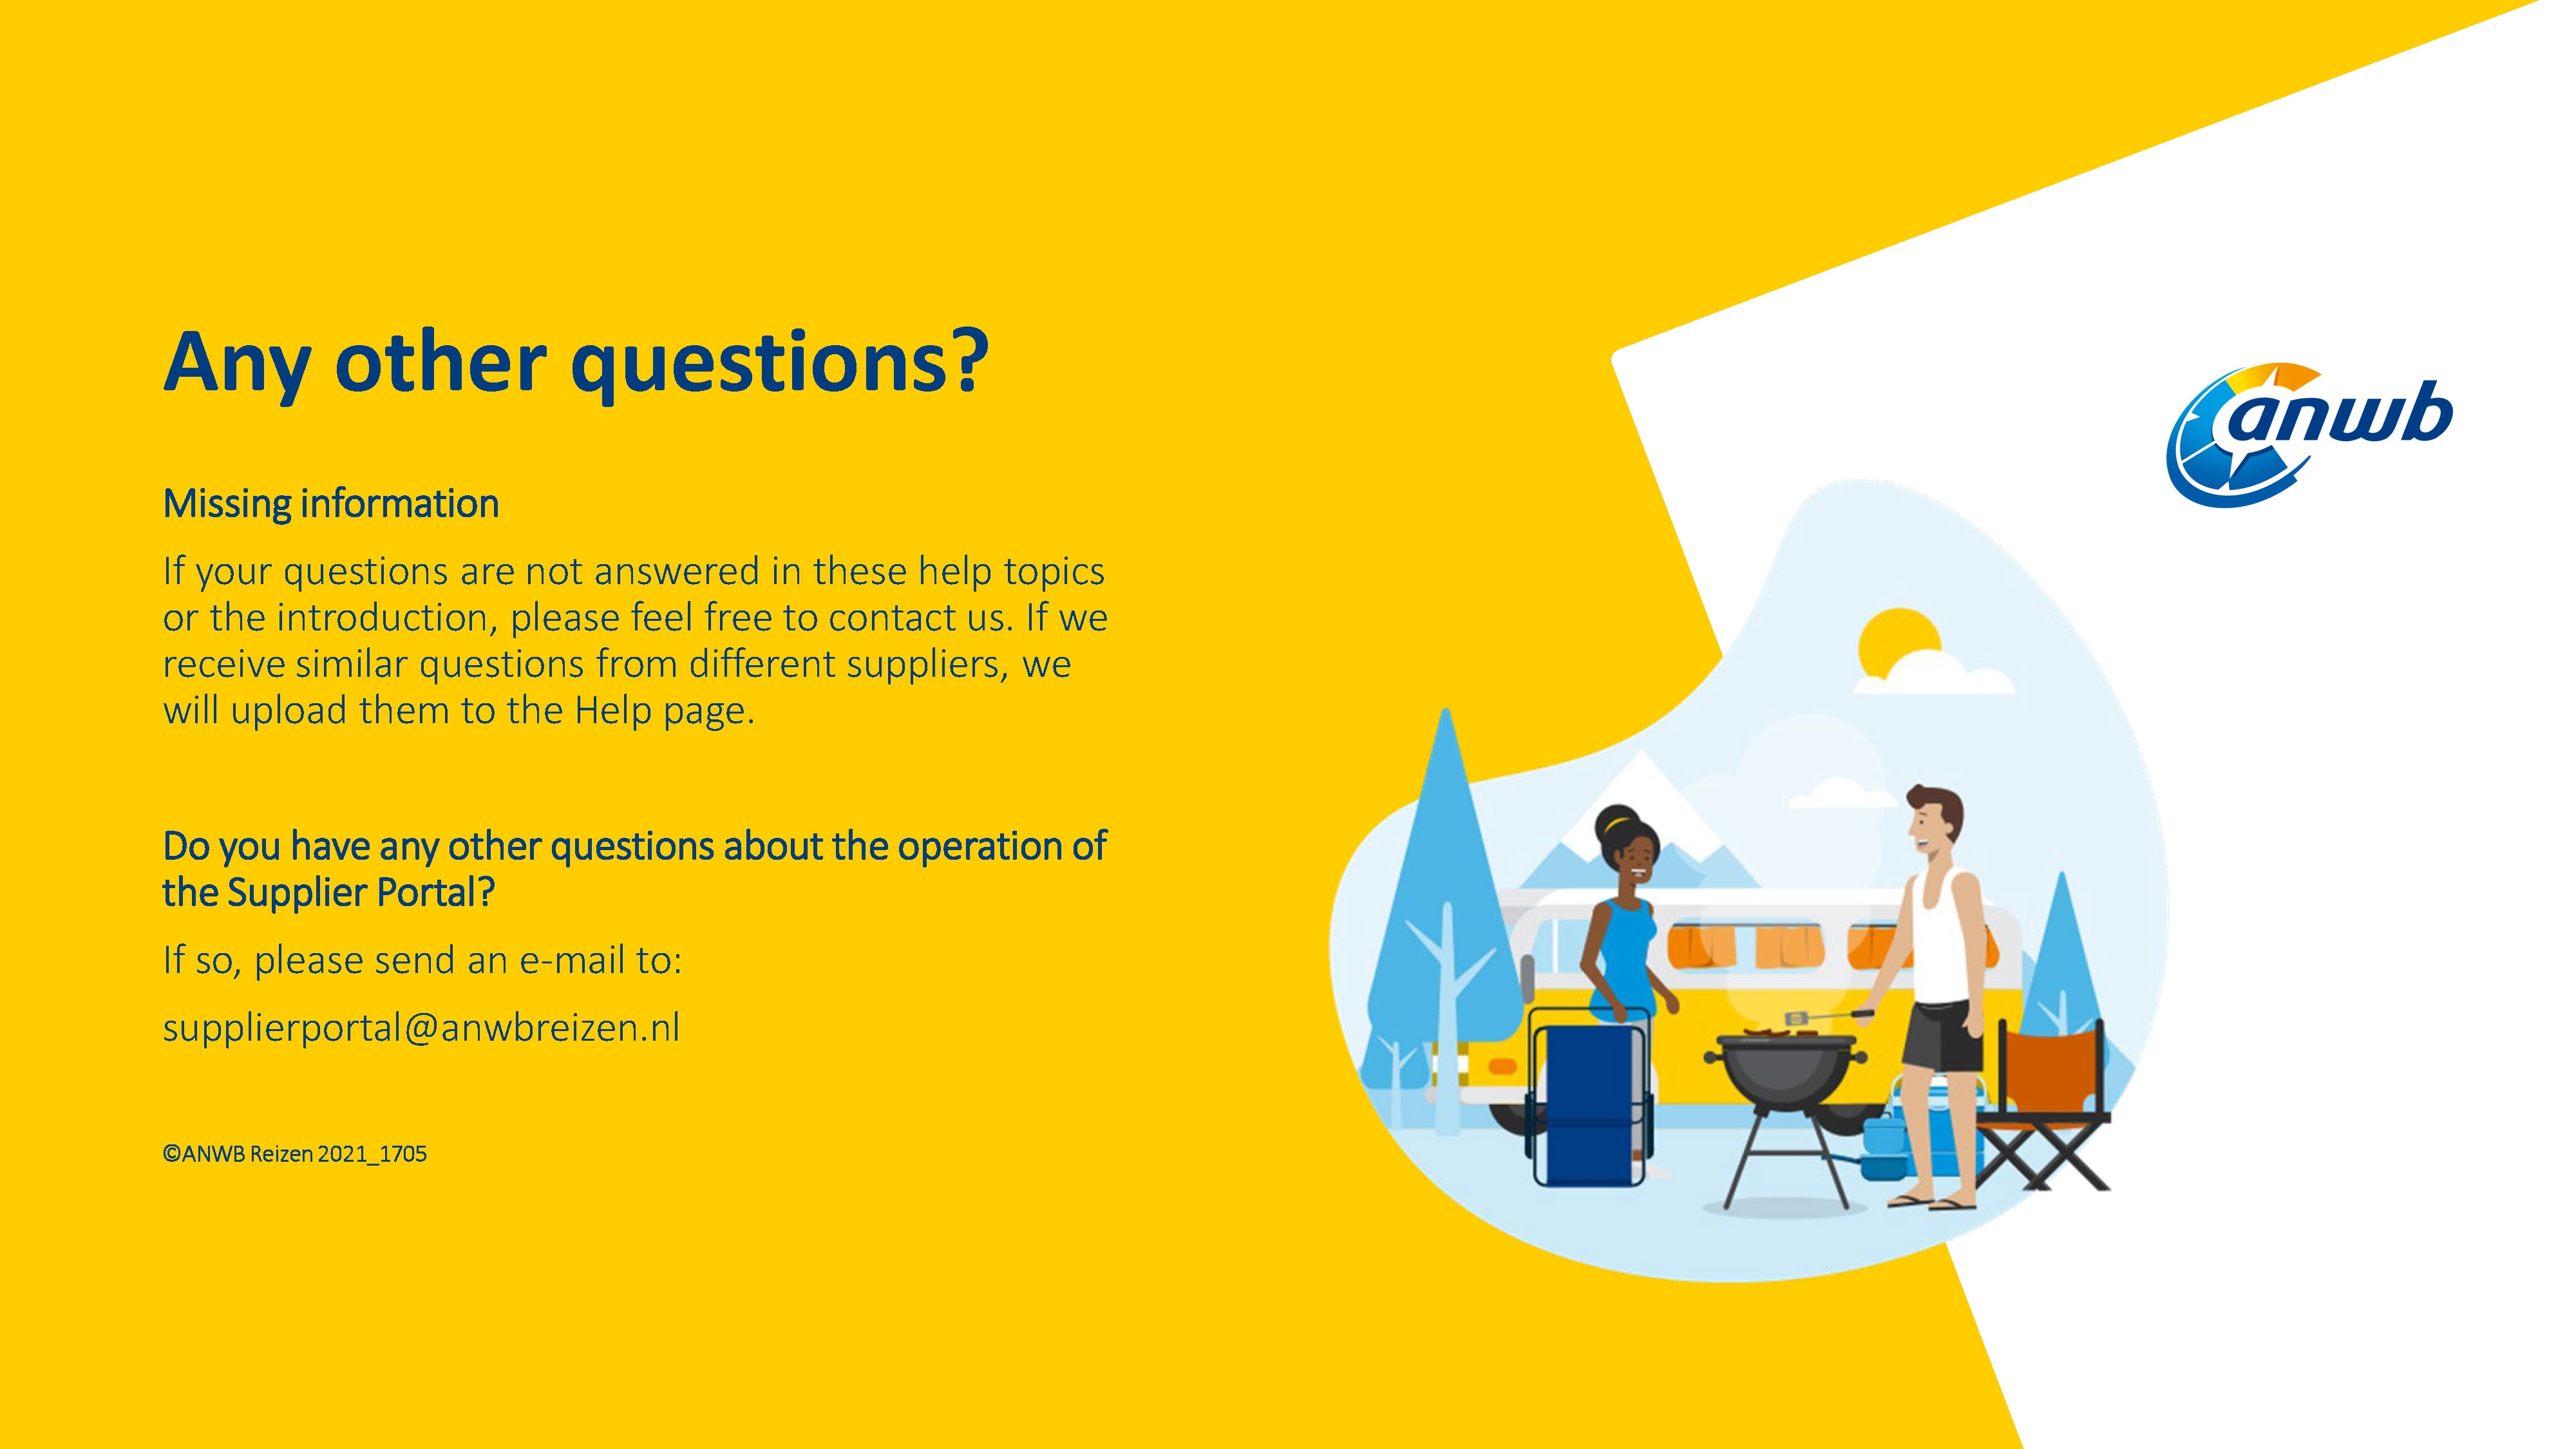 Any other questions?
anwb
Missing information
If your questions are not answered in these help topics
or the introduction, please feel free to contact us. If we
receive similar questions from different suppliers, we
will upload them to the Help page.
Do you have any other questions about the operation of
the Supplier Portal?
If so, please send an e-mail to:
supplierportal@anwbreizen.nl
©ANWB Reizen 2021_1705